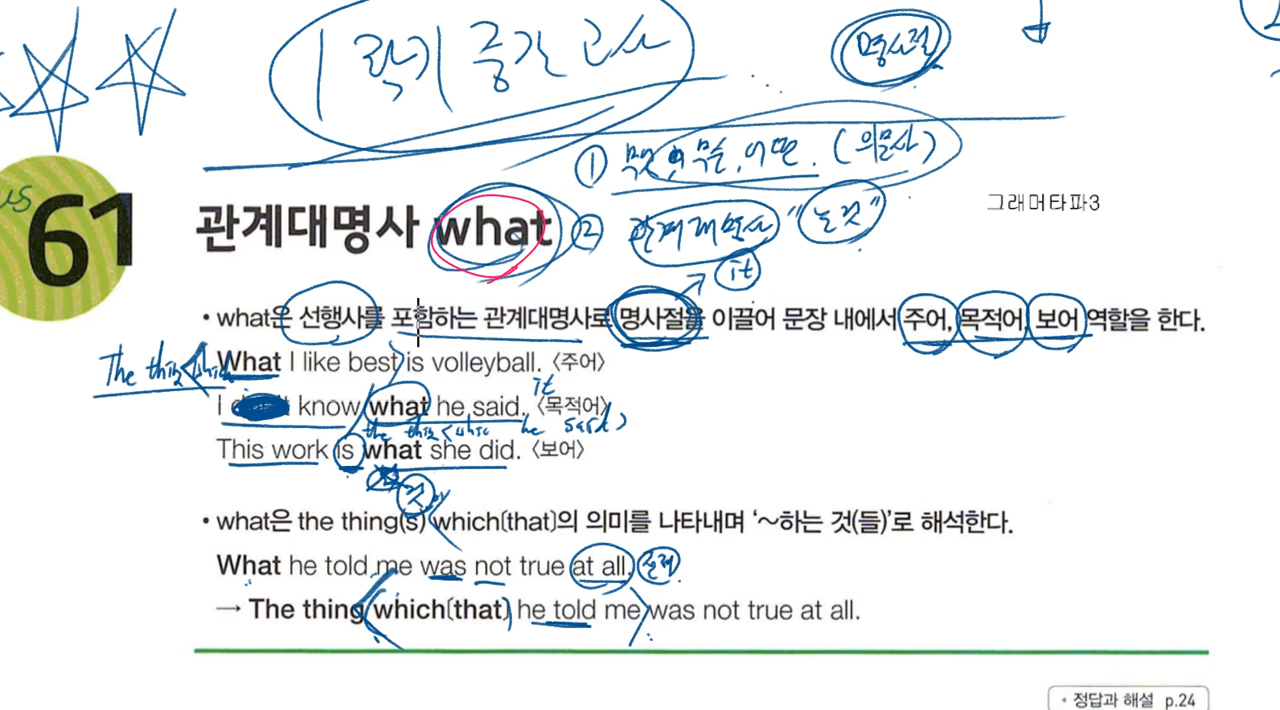 1학기 중간고사
명사절
① 무엇, 무슨, 어떤. (의문사)
us
61
관계대명사 what ② 관계대명사 "는 것"
그래머타파3
it
• what은 선행사를 포함하는 관계대명사로 명사절을 이끌어 문장 내에서 주어, 목적어, 보어 역할을 한다.
The thing which
What I like best is volleyball. <주어>
it
I know what he said. <목적어>
the thing which he said
This work is what she did. <보어>
것
• what은 the thing(s) which(that)의 의미를 나타내며 '~하는 것(들)'로 해석한다.
What he told me was not true at all.
→ The thing which(that) he told me was not true at all.
• 정답과 해설 p.24